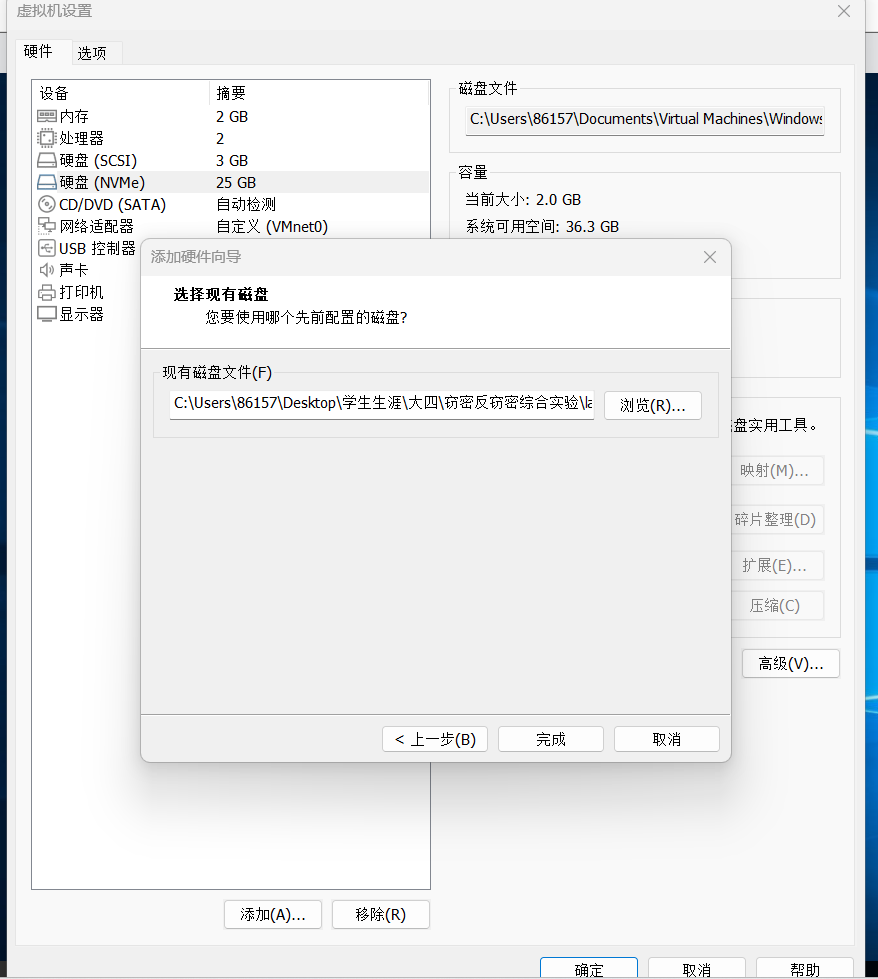 虚拟机设置
硬件 选项
设备 摘要
内存 2 GB
处理器 2
硬盘 (SCSI) 3 GB
硬盘 (NVMe) 25 GB
CD/DVD (SATA) 自动检测
网络适配器 自定义 (VMnet0)
USB 控制器
声卡
打印机
显示器
磁盘文件
C:\Users\86157\Documents\Virtual Machines\Windows
容量
当前大小: 2.0 GB
系统可用空间: 36.3 GB
添加硬件向导
选择现有磁盘
您要使用哪个先前配置的磁盘?
现有磁盘文件(F)
C:\Users\86157\Desktop\学生生涯\大四\窃密反窃密综合实验\la
浏览(R)...
盘实用工具。
映射(M)...
碎片整理(D)
扩展(E)...
压缩(C)
高级(V)...
< 上一步(B) 完成 取消
添加(A)... 移除(R)
确定 取消 帮助